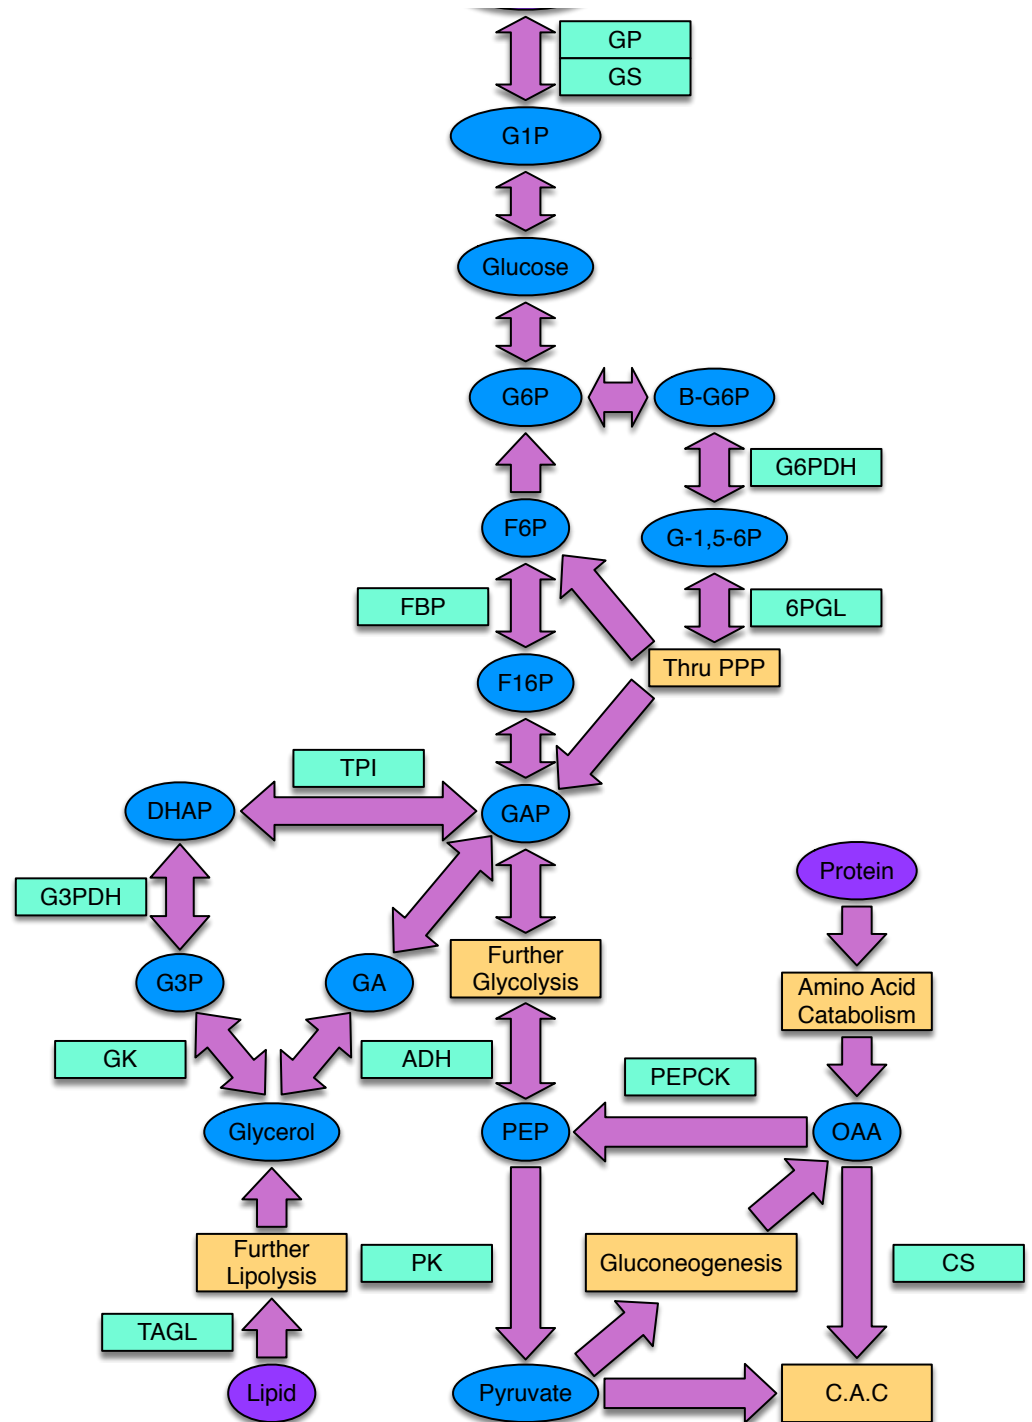 GP
GS
G1P
Glucose
G6P
B-G6P
G6PDH
F6P
G-1,5-6P
FBP
6PGL
F16P
Thru PPP
TPI
DHAP
GAP
G3PDH
Protein
G3P
GA
Further
Glycolysis
Amino Acid
Catabolism
GK
ADH
PEPCK
Glycerol
PEP
OAA
Further
Lipolysis
PK
Gluconeogenesis
CS
TAGL
Lipid
Pyruvate
C.A.C